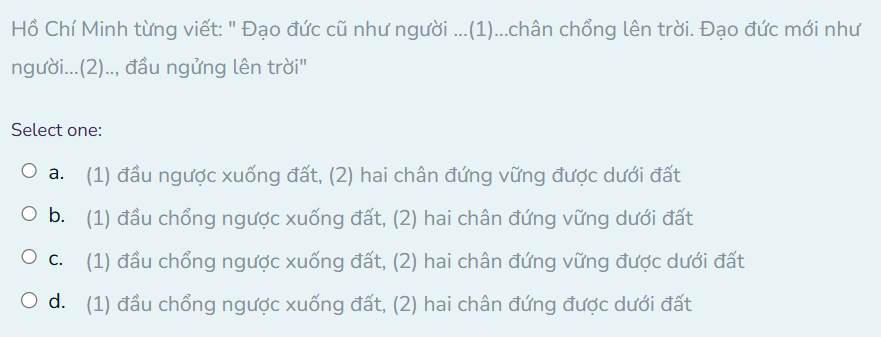 Hồ Chí Minh từng viết: " Đạo đức cũ như người ...(1)...chân chổng lên trời. Đạo đức mới như
người...(2).., đầu ngửng lên trời"
Select one:
a. (1) đầu ngược xuống đất, (2) hai chân đứng vững được dưới đất
b. (1) đầu chổng ngược xuống đất, (2) hai chân đứng vững dưới đất
c. (1) đầu chổng ngược xuống đất, (2) hai chân đứng vững được dưới đất
d. (1) đầu chổng ngược xuống đất, (2) hai chân đứng được dưới đất